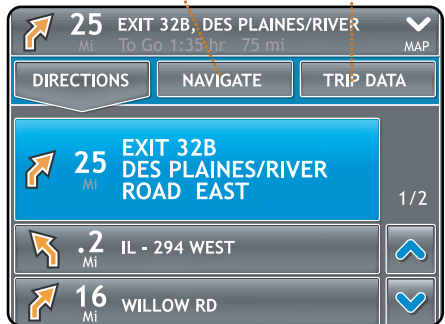 25 EXIT 32B, DES PLAINES/RIVER
Mi To Go 1:35 hr 75 mi MAP
DIRECTIONS NAVIGATE TRIP DATA
25 Mi
EXIT 32B
DES PLAINES/RIVER
ROAD EAST
1/2
.2 Mi IL - 294 WEST
16 Mi WILLOW RD